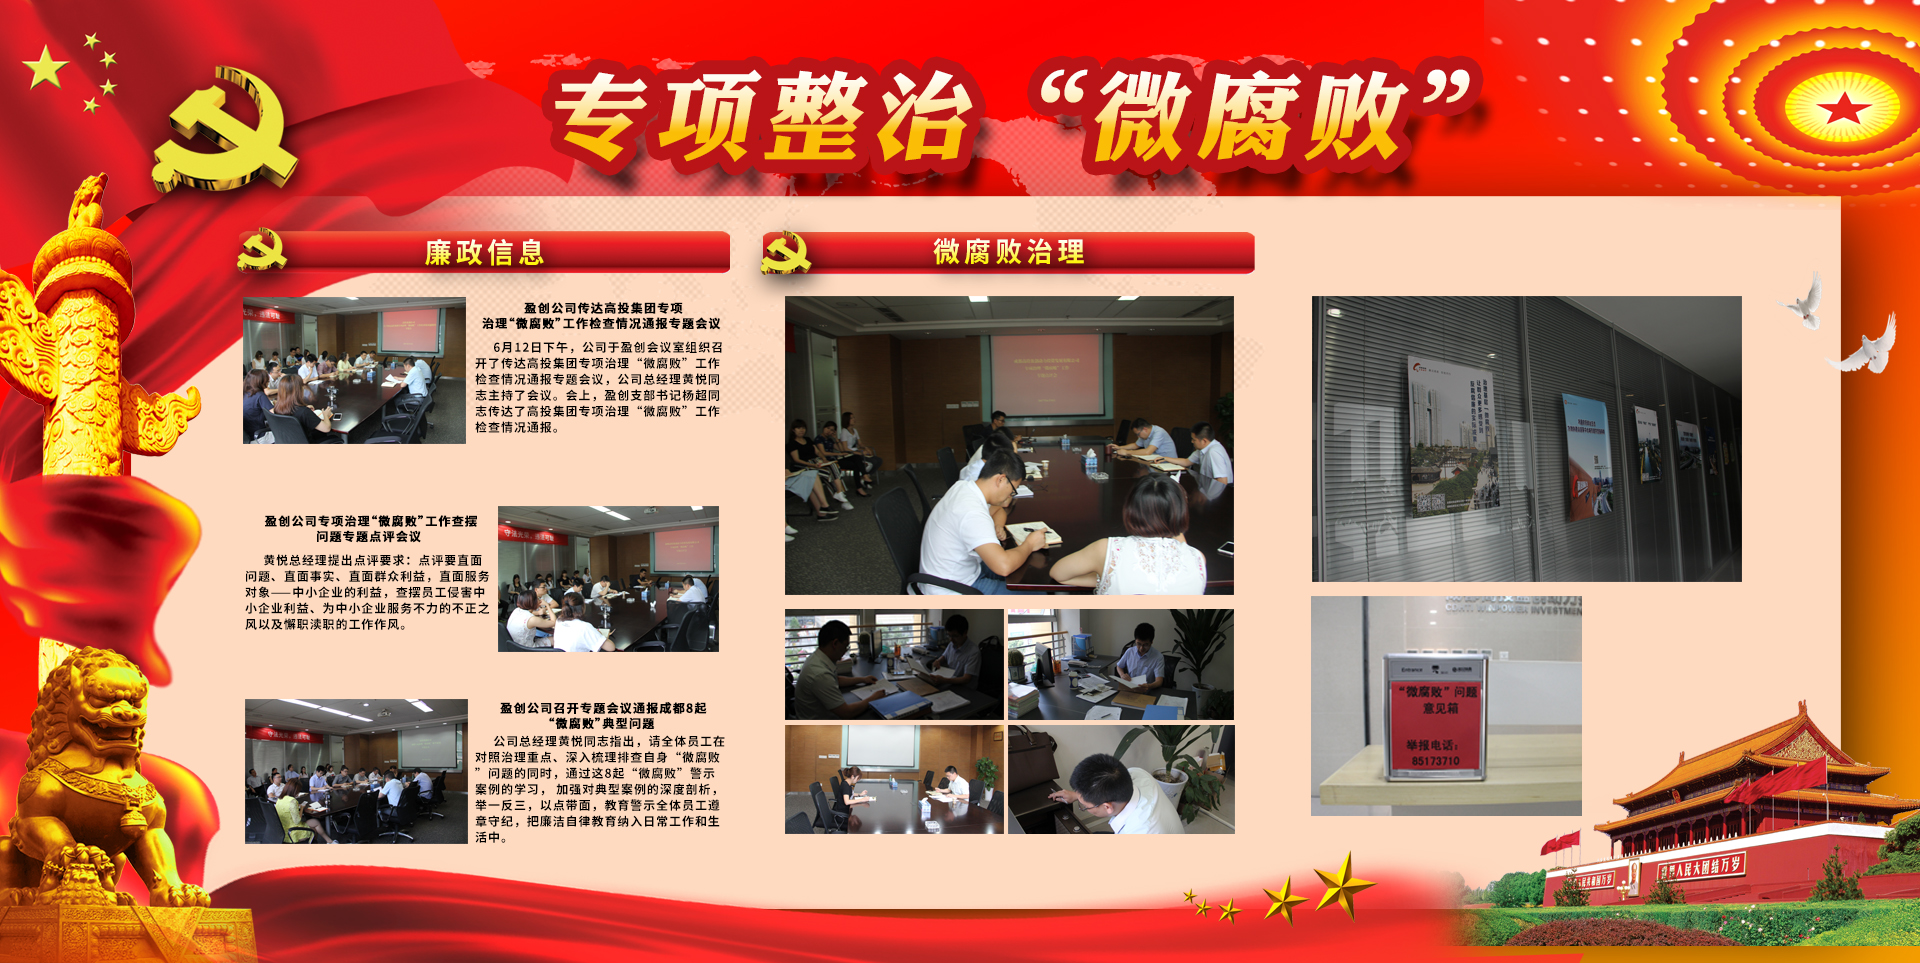 专项整治“微腐败”
廉政信息
盈创公司传达高投集团专项
治理“微腐败”工作检查情况通报专题会议
6月12日下午，公司于盈创会议室组织召
开了传达高投集团专项治理“微腐败”工作
检查情况通报专题会议，公司总经理黄悦同
志主持了会议。会上，盈创支部书记杨超同
志传达了高投集团专项治理“微腐败”工作
检查情况通报。
盈创公司专项治理“微腐败”工作查摆
问题专题点评会议
黄悦总经理提出点评要求：点评要直面
问题、直面事实、直面群众利益，直面服务
对象——中小企业的利益，查摆员工侵害中
小企业利益、为中小企业服务不力的不正之
风以及懈职渎职的工作作风。
守法光荣，违法可耻
盈创公司召开专题会议通报成都8起
“微腐败”典型问题
公司总经理黄悦同志指出，请全体员工在
对照治理重点、深入梳理排查自身“微腐败
”问题的同时，通过这8起“微腐败”警示
案例的学习，加强对典型案例的深度剖析，
举一反三，以点带面，教育警示全体员工遵
章守纪，把廉洁自律教育纳入日常工作和生
活中。
守法光荣，违法可耻
微腐败治理
Entrance
“微腐败”问题
意见箱
举报电话：
85173710
世界人民大团结万岁